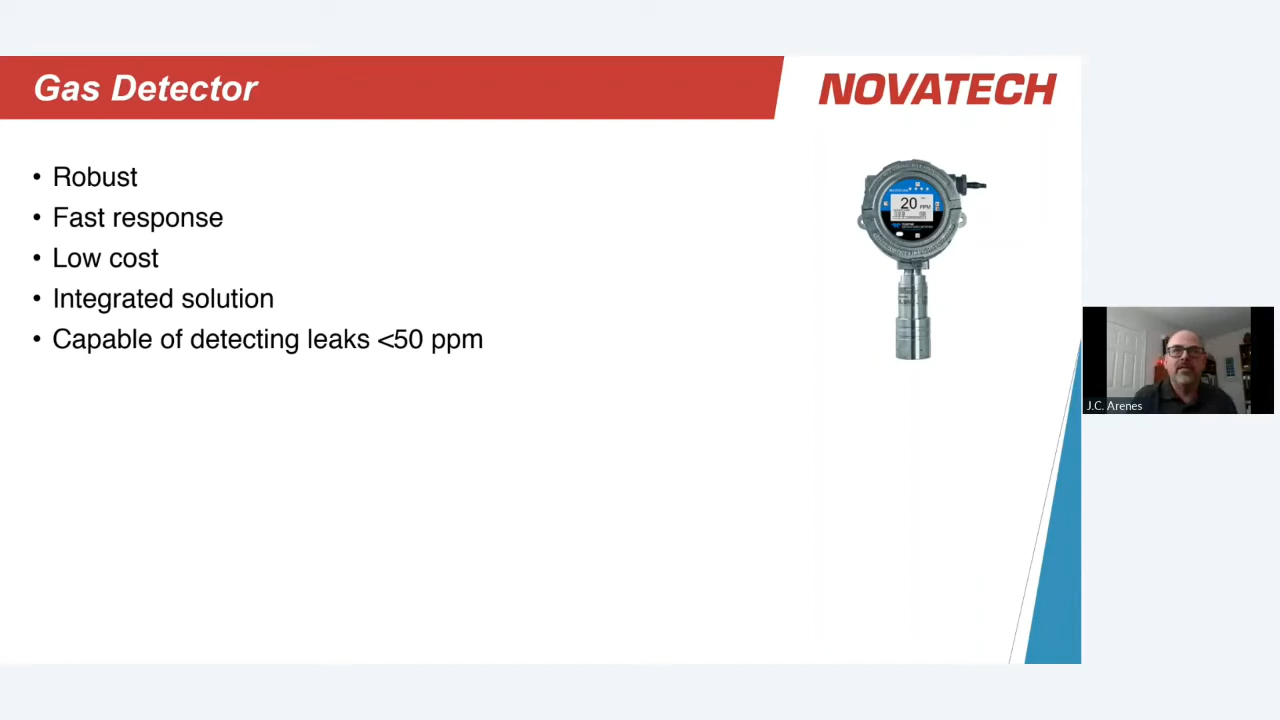 Gas Detector
NOVATECH
• Robust
• Fast response
• Low cost
• Integrated solution
• Capable of detecting leaks <50 ppm
20
PPM
J.C. Arenes